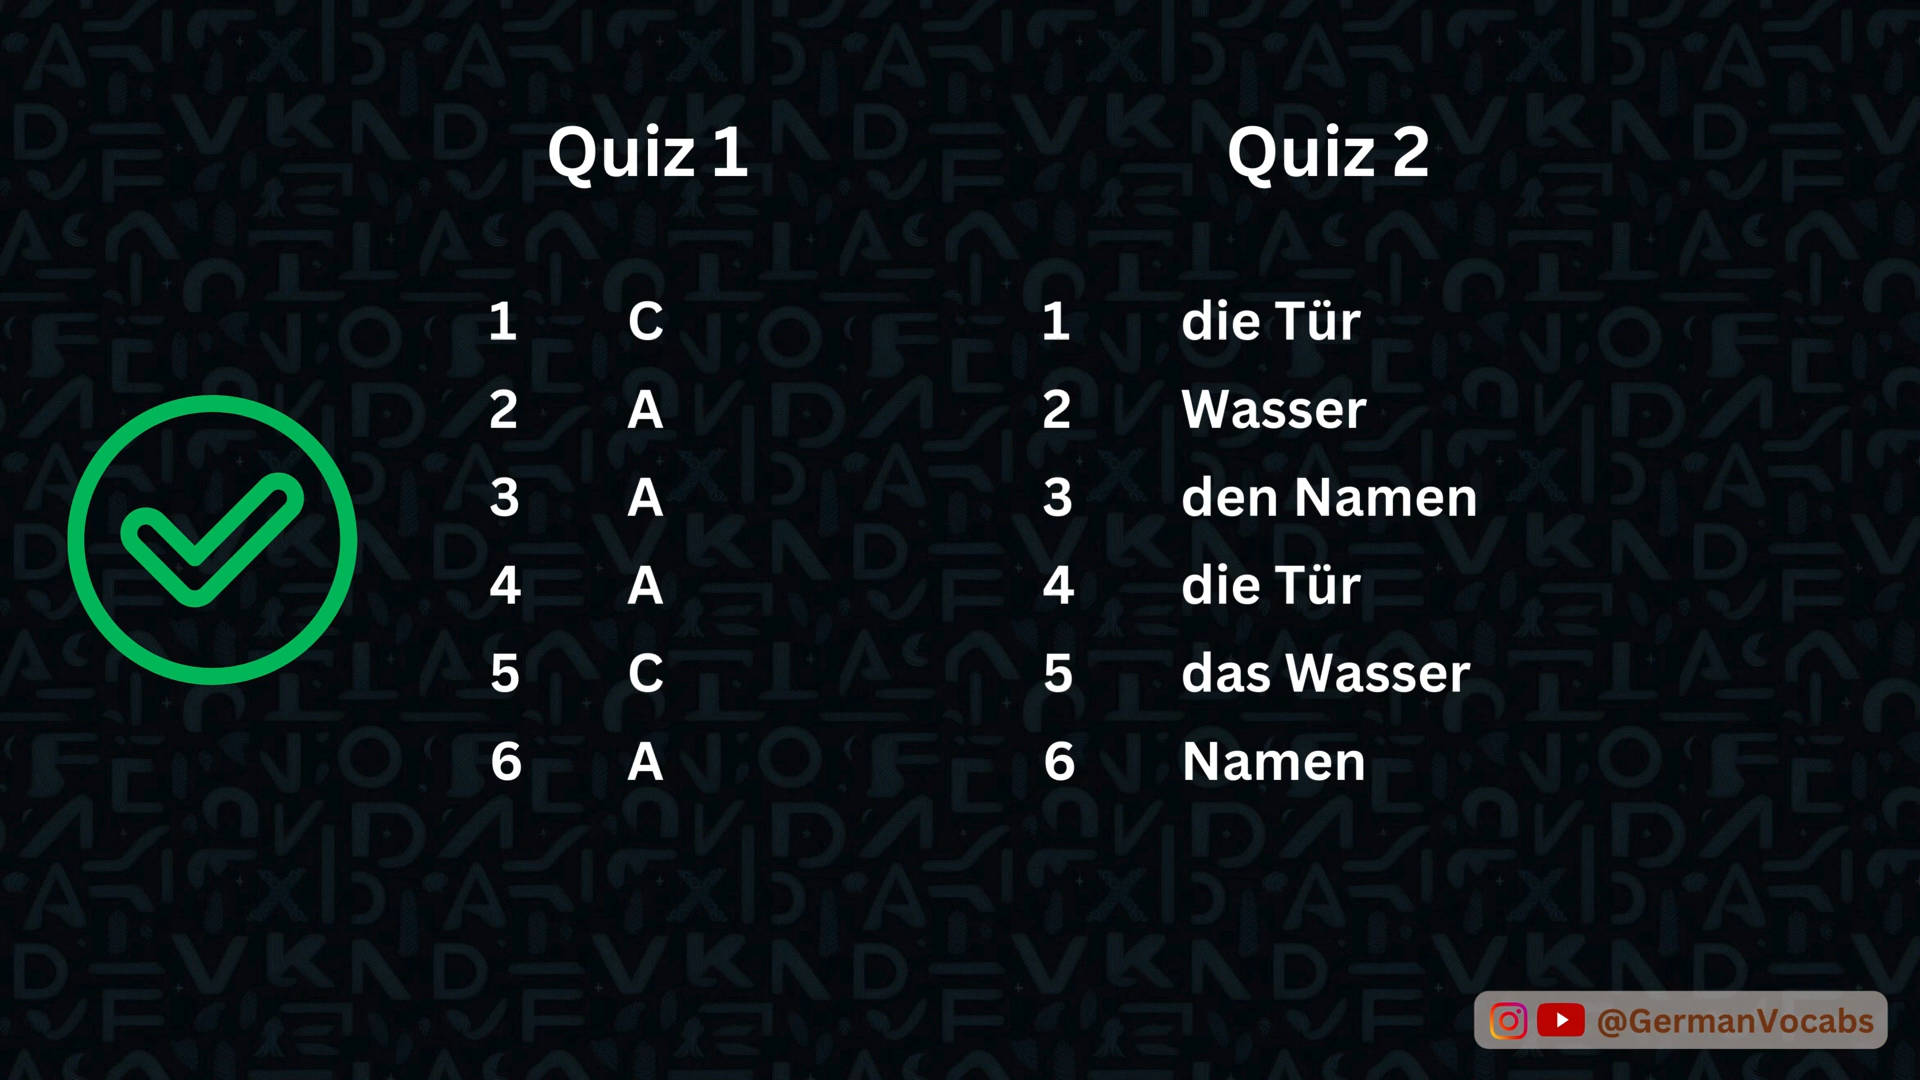 Quiz 1
1 C
2 A
3 A
4 A
5 C
6 A
Quiz 2
1 die Tür
2 Wasser
3 den Namen
4 die Tür
5 das Wasser
6 Namen
@GermanVocabs